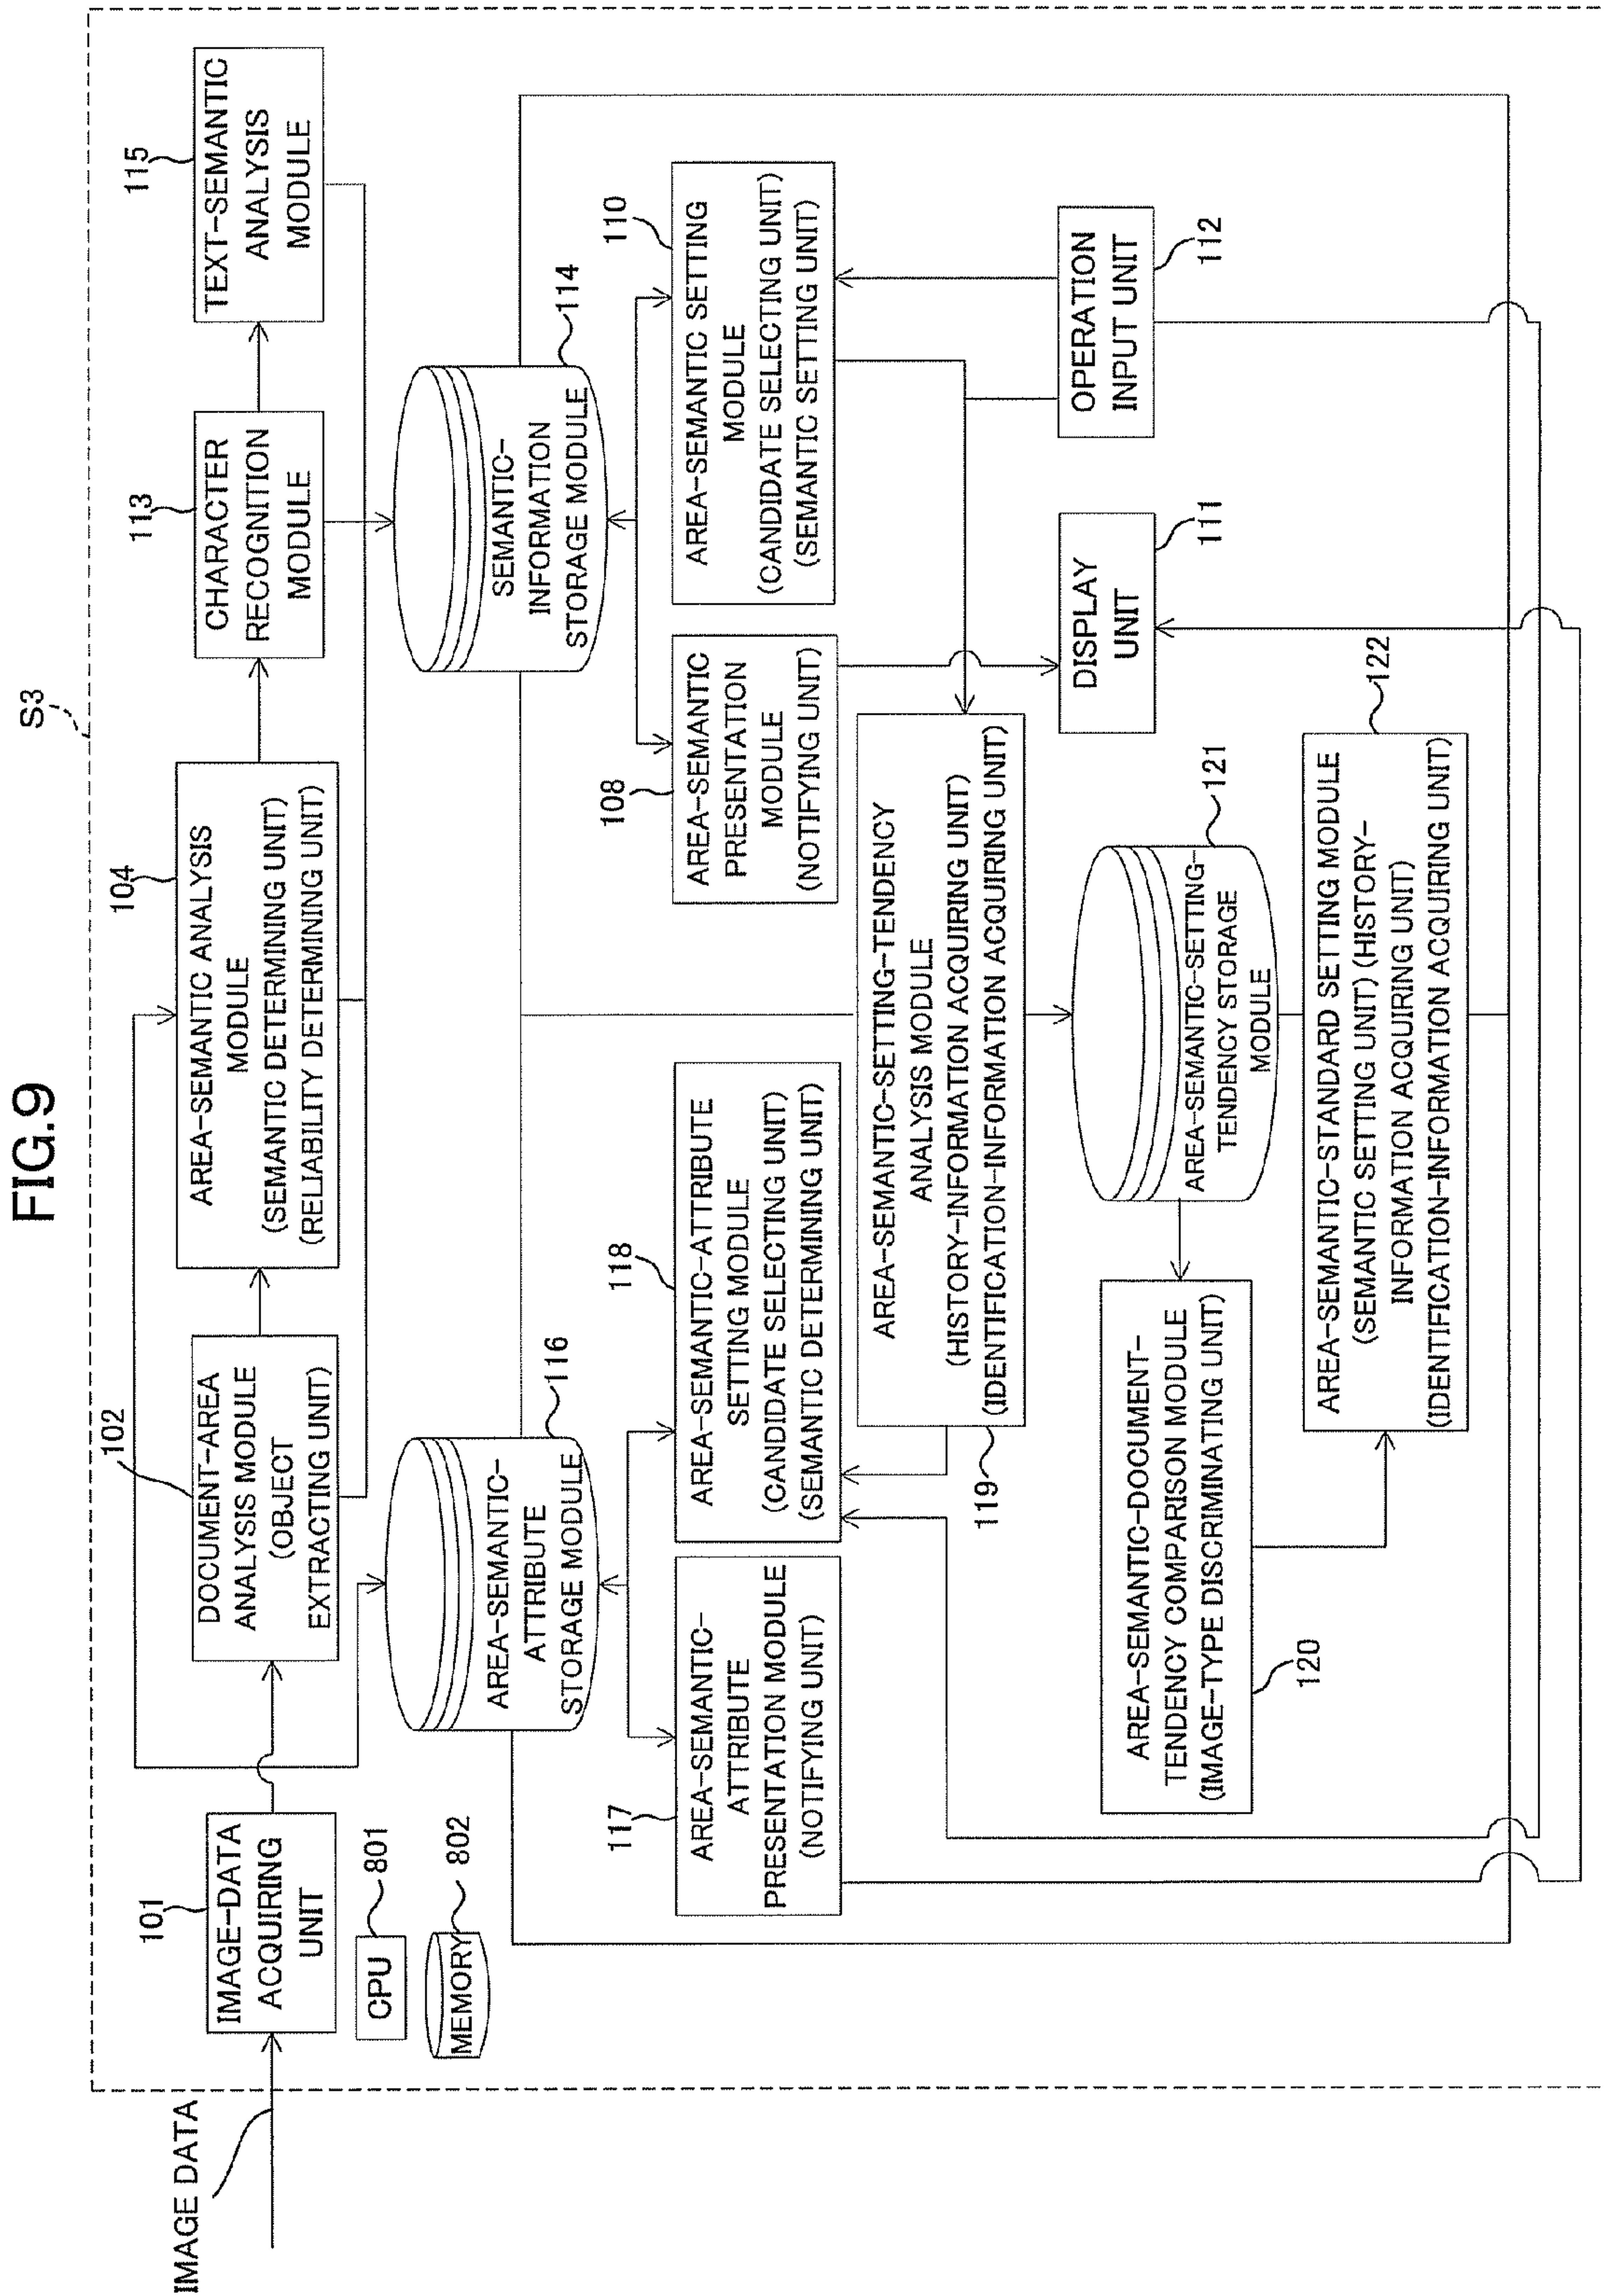 FIG.9
S3
IMAGE DATA
101
IMAGE-DATA
ACQUIRING
UNIT
102
DOCUMENT-AREA
ANALYSIS MODULE
(OBJECT
EXTRACTING UNIT)
104
AREA-SEMANTIC ANALYSIS
MODULE
(SEMANTIC DETERMINING UNIT)
(RELIABILITY DETERMINING UNIT)
113
CHARACTER
RECOGNITION
MODULE
115
TEXT-SEMANTIC
ANALYSIS
MODULE
CPU
801
MEMORY
802
116
AREA-SEMANTIC-
ATTRIBUTE
STORAGE MODULE
114
SEMANTIC-
INFORMATION
STORAGE MODULE
117
AREA-SEMANTIC-
ATTRIBUTE
PRESENTATION MODULE
(NOTIFYING UNIT)
118
AREA-SEMANTIC-ATTRIBUTE
SETTING MODULE
(CANDIDATE SELECTING UNIT)
(SEMANTIC DETERMINING UNIT)
108
AREA-SEMANTIC
PRESENTATION
MODULE
(NOTIFYING UNIT)
110
AREA-SEMANTIC SETTING
MODULE
(CANDIDATE SELECTING UNIT)
(SEMANTIC SETTING UNIT)
119
AREA-SEMANTIC-SETTING-TENDENCY
ANALYSIS MODULE
(HISTORY-INFORMATION ACQUIRING UNIT)
(IDENTIFICATION-INFORMATION ACQUIRING UNIT)
DISPLAY
UNIT
111
OPERATION
INPUT UNIT
112
AREA-SEMANTIC-DOCUMENT-
TENDENCY COMPARISON MODULE
(IMAGE-TYPE DISCRIMINATING UNIT)
120
121
AREA-SEMANTIC-SETTING-
TENDENCY STORAGE
MODULE
122
AREA-SEMANTIC-STANDARD SETTING MODULE
(SEMANTIC SETTING UNIT) (HISTORY-
INFORMATION ACQUIRING UNIT)
(IDENTIFICATION-INFORMATION ACQUIRING UNIT)